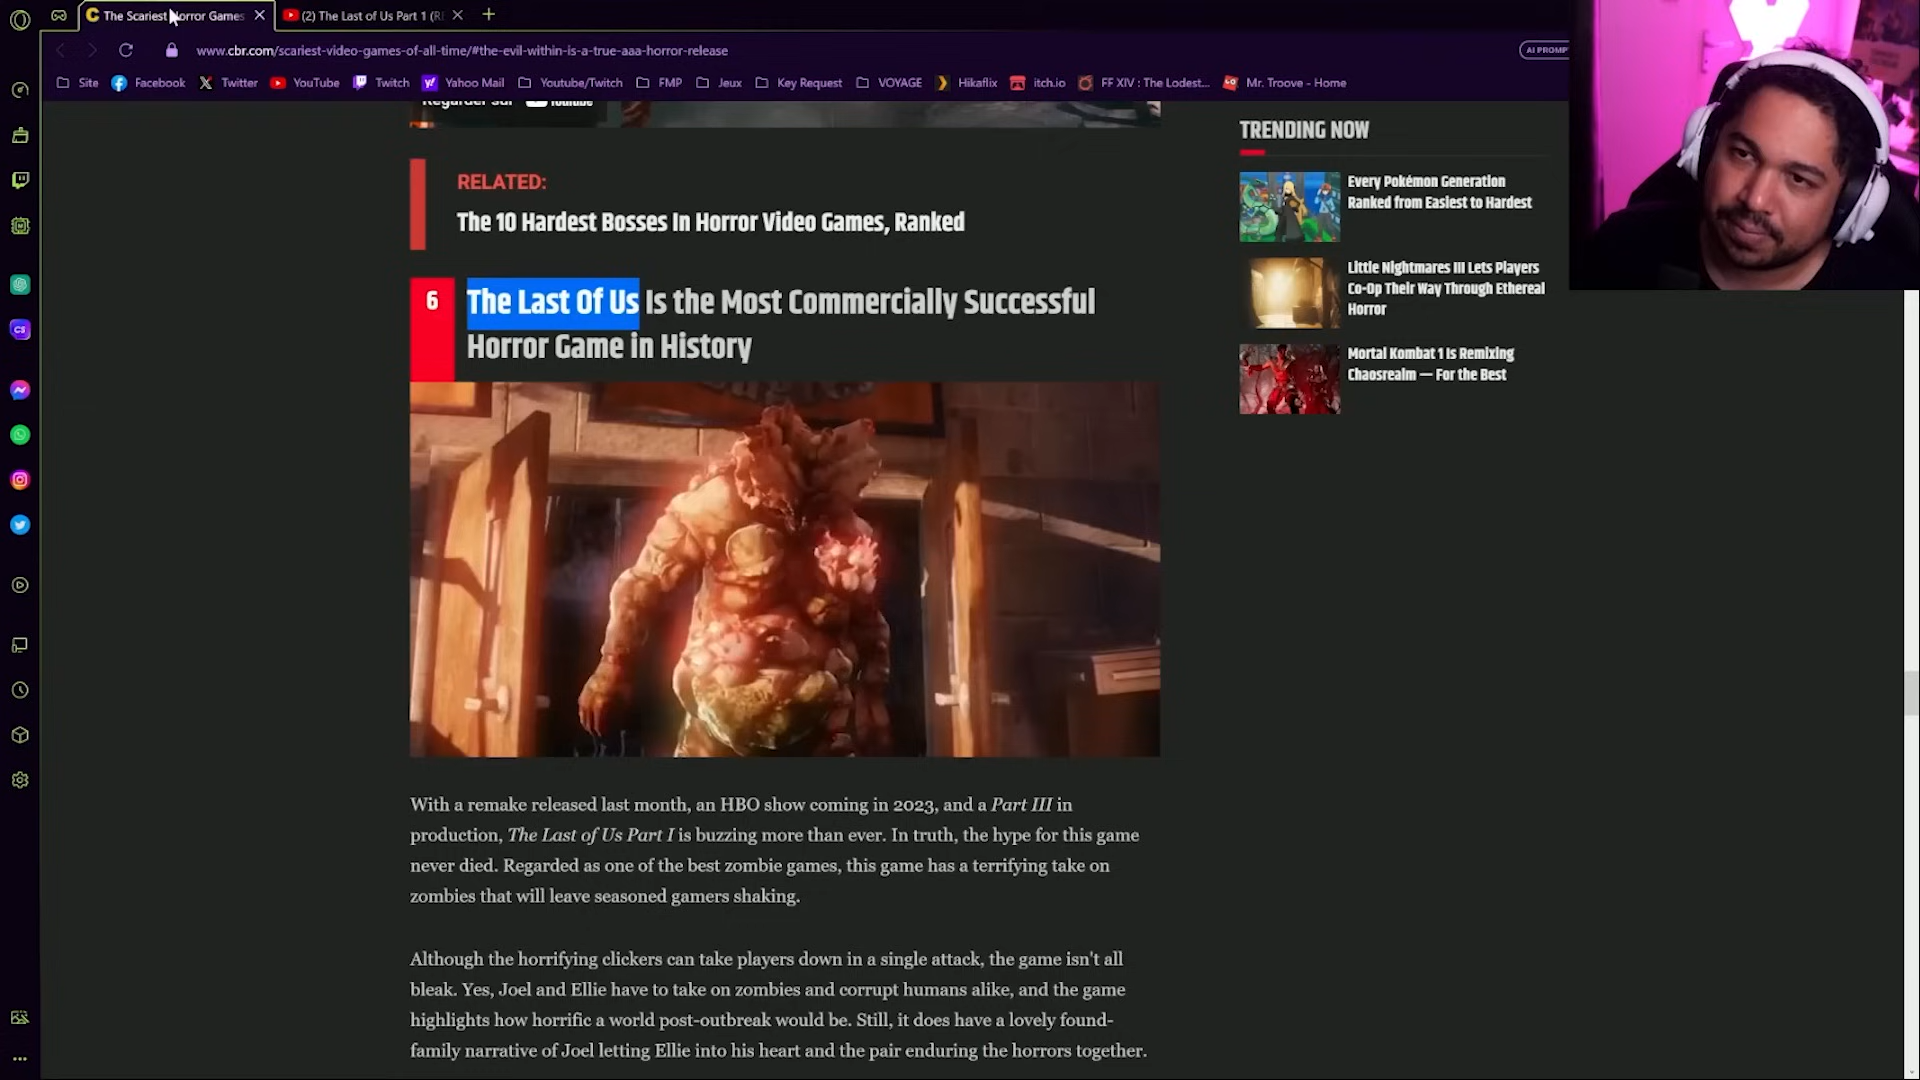 The Scariest Horror Games
(2) The Last of Us Part 1 (RE
www.cbr.com/scariest-video-games-of-all-time/#the-evil-within-is-a-true-aaa-horror-release
AI PROMP
Site Facebook Twitter YouTube Twitch Yahoo Mail Youtube/Twitch FMP Jeux Key Request VOYAGE Hikaflix itch.io FF XIV : The Lodest... Mr. Troove - Home
Regarder sur YouTube
RELATED:
The 10 Hardest Bosses In Horror Video Games, Ranked
6 The Last Of Us Is the Most Commercially Successful
Horror Game in History
With a remake released last month, an HBO show coming in 2023, and a Part III in
production, The Last of Us Part I is buzzing more than ever. In truth, the hype for this game
never died. Regarded as one of the best zombie games, this game has a terrifying take on
zombies that will leave seasoned gamers shaking.
Although the horrifying clickers can take players down in a single attack, the game isn't all
bleak. Yes, Joel and Ellie have to take on zombies and corrupt humans alike, and the game
highlights how horrific a world post-outbreak would be. Still, it does have a lovely found-
family narrative of Joel letting Ellie into his heart and the pair enduring the horrors together.
TRENDING NOW
Every Pokémon Generation
Ranked from Easiest to Hardest
Little Nightmares III Lets Players
Co-Op Their Way Through Ethereal
Horror
Mortal Kombat 1 Is Remixing
Chaosrealm — For the Best